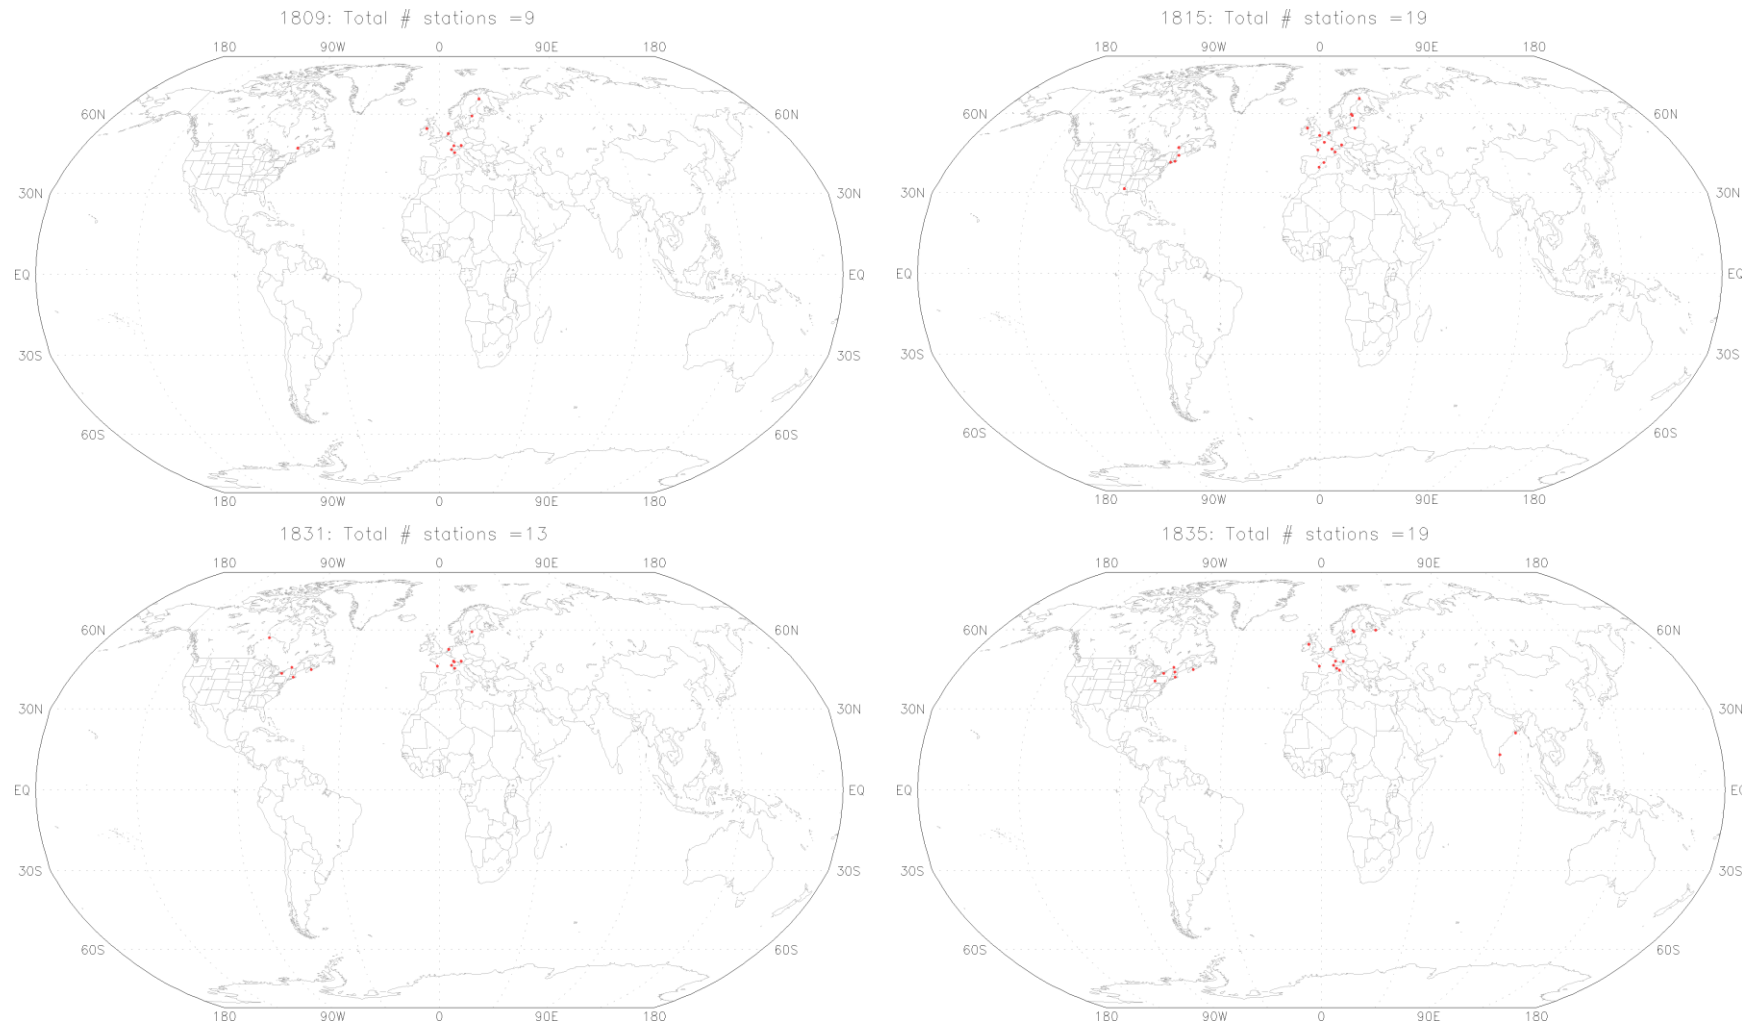 1809: Total # stations =9
180 90W 0 90E 180
60N 60N
30N 30N
EQ EQ
30S 30S
60S 60S
180 90W 0 90E 180
1815: Total # stations =19
180 90W 0 90E 180
60N 60N
30N 30N
EQ EQ
30S 30S
60S 60S
180 90W 0 90E 180
1831: Total # stations =13
180 90W 0 90E 180
60N 60N
30N 30N
EQ EQ
30S 30S
60S 60S
180 90W 0 90E 180
1835: Total # stations =19
180 90W 0 90E 180
60N 60N
30N 30N
EQ EQ
30S 30S
60S 60S
180 90W 0 90E 180